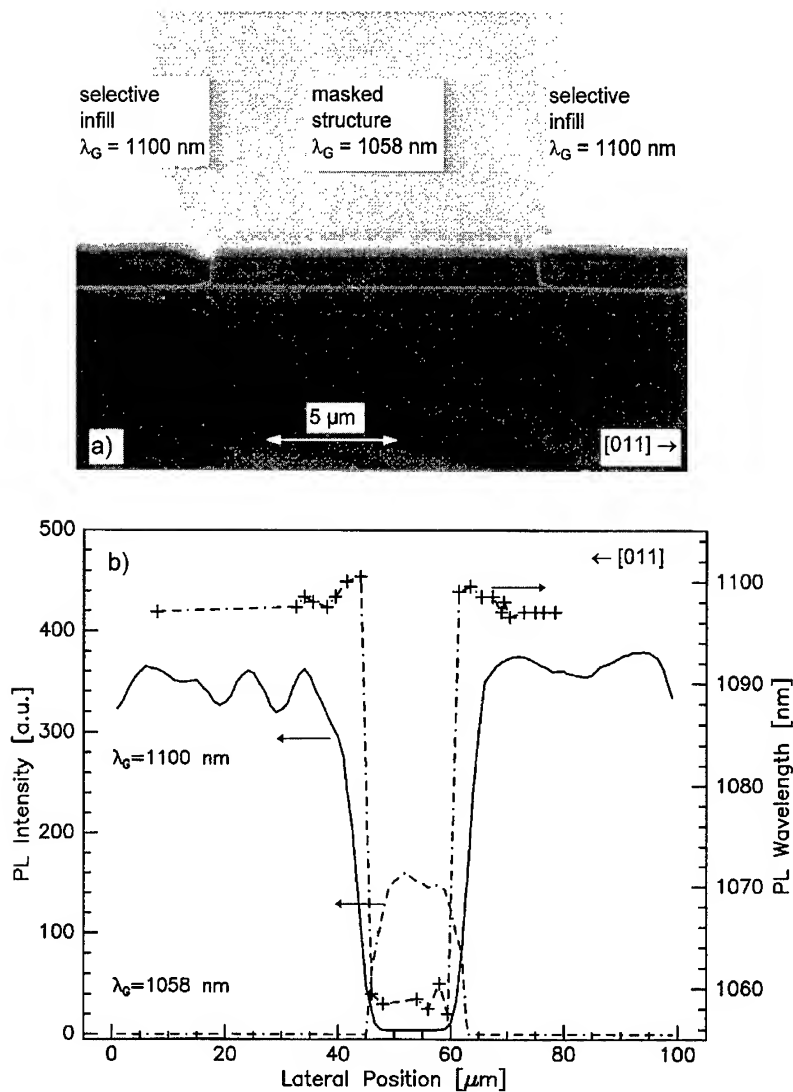 selective
infill
λG = 1100 nm
masked
structure
λG = 1058 nm
selective
infill
λG = 1100 nm
5 µm
a)
[011] →
b)
← [011]
500
400
300
200
100
0
PL Intensity [a.u.]
λG=1100 nm
λG=1058 nm
1100
1090
1080
1070
1060
PL Wavelength [nm]
0 20 40 60 80 100
Lateral Position [µm]